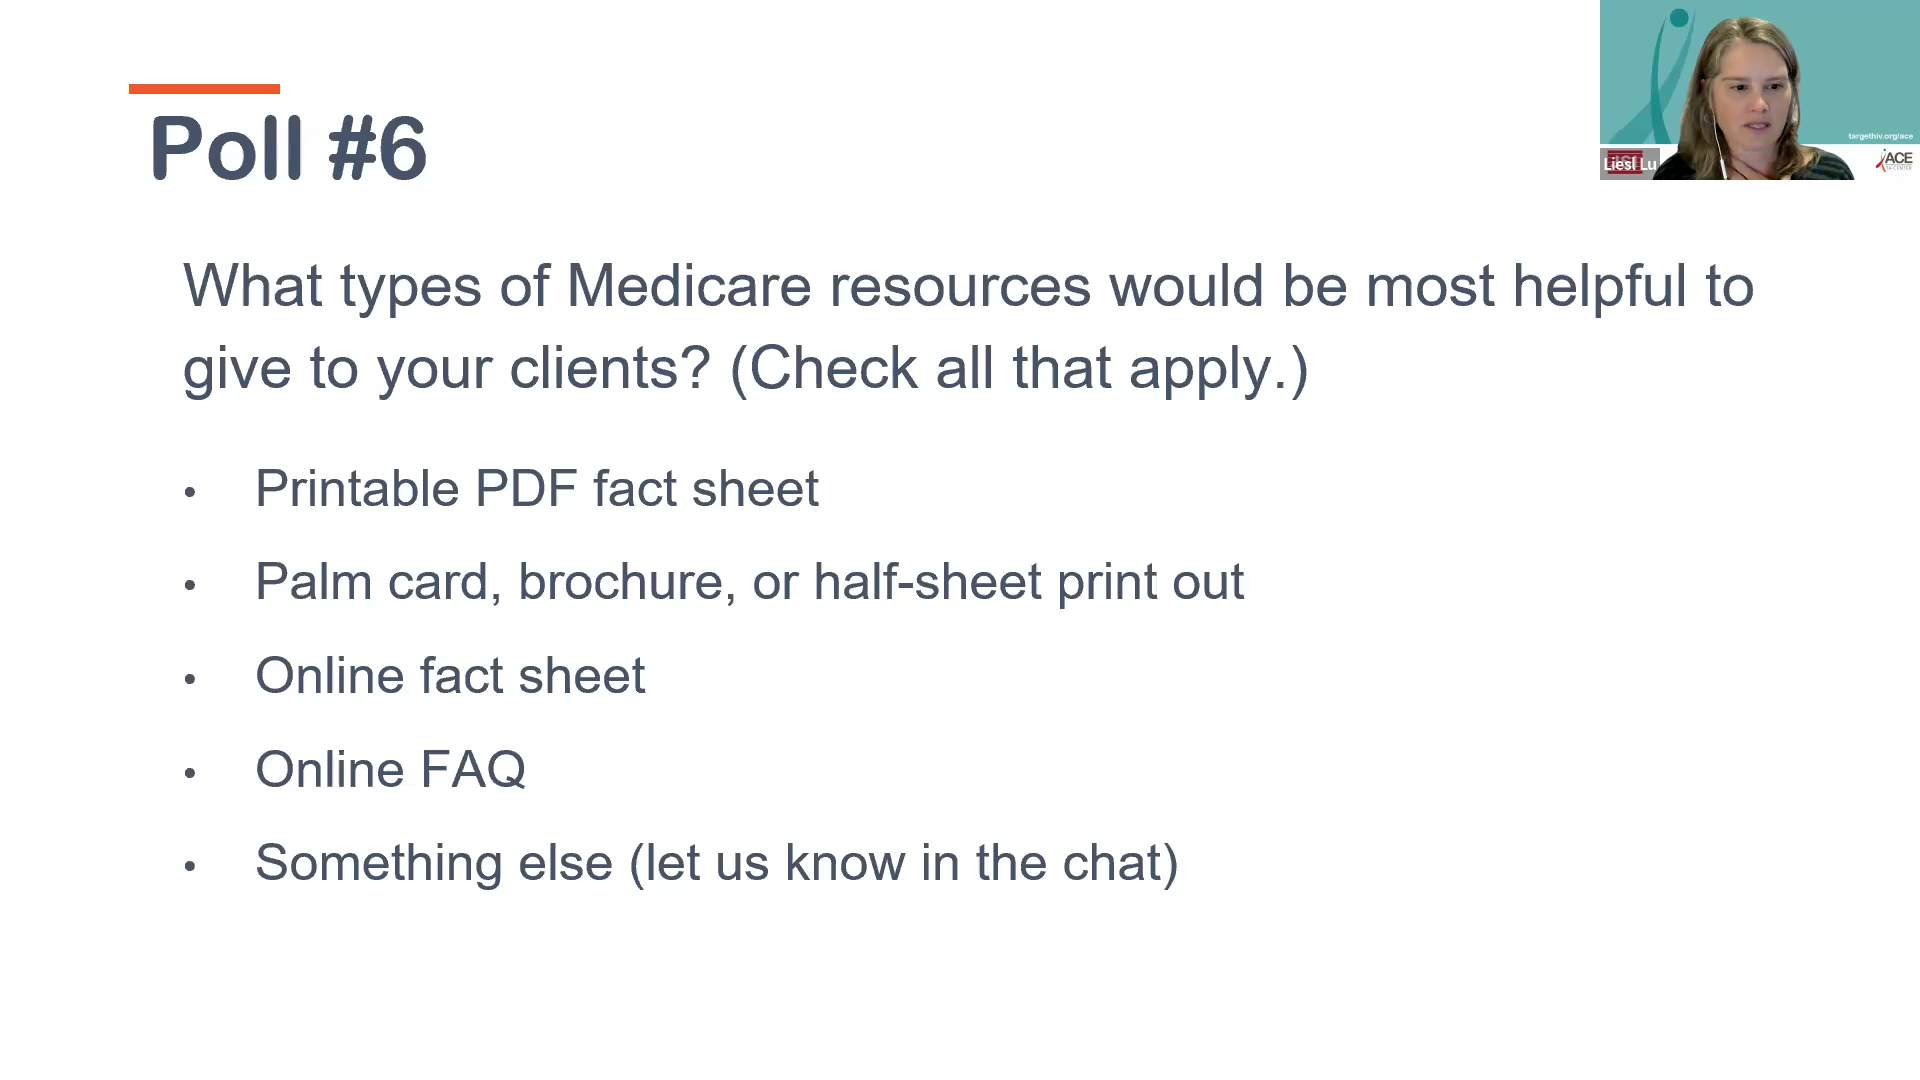 Poll #6
What types of Medicare resources would be most helpful to
give to your clients? (Check all that apply.)
• Printable PDF fact sheet
• Palm card, brochure, or half-sheet print out
• Online fact sheet
• Online FAQ
• Something else (let us know in the chat)
targethiv.org/ace
Liesl Lu
ACE
TA CENTER